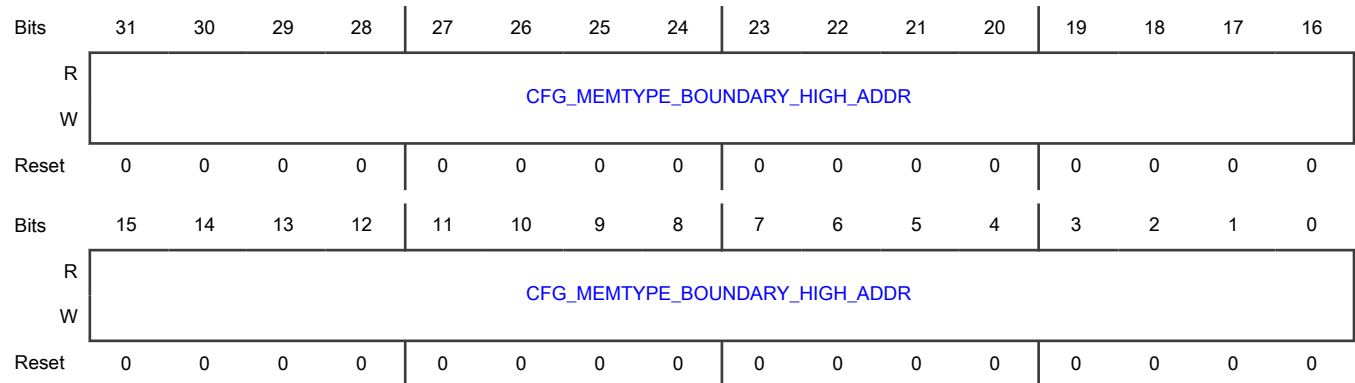 Bits 31 30 29 28 27 26 25 24 23 22 21 20 19 18 17 16
R
CFG_MEMTYPE_BOUNDARY_HIGH_ADDR
W
Reset 0 0 0 0 0 0 0 0 0 0 0 0 0 0 0 0
Bits 15 14 13 12 11 10 9 8 7 6 5 4 3 2 1 0
R
CFG_MEMTYPE_BOUNDARY_HIGH_ADDR
W
Reset 0 0 0 0 0 0 0 0 0 0 0 0 0 0 0 0